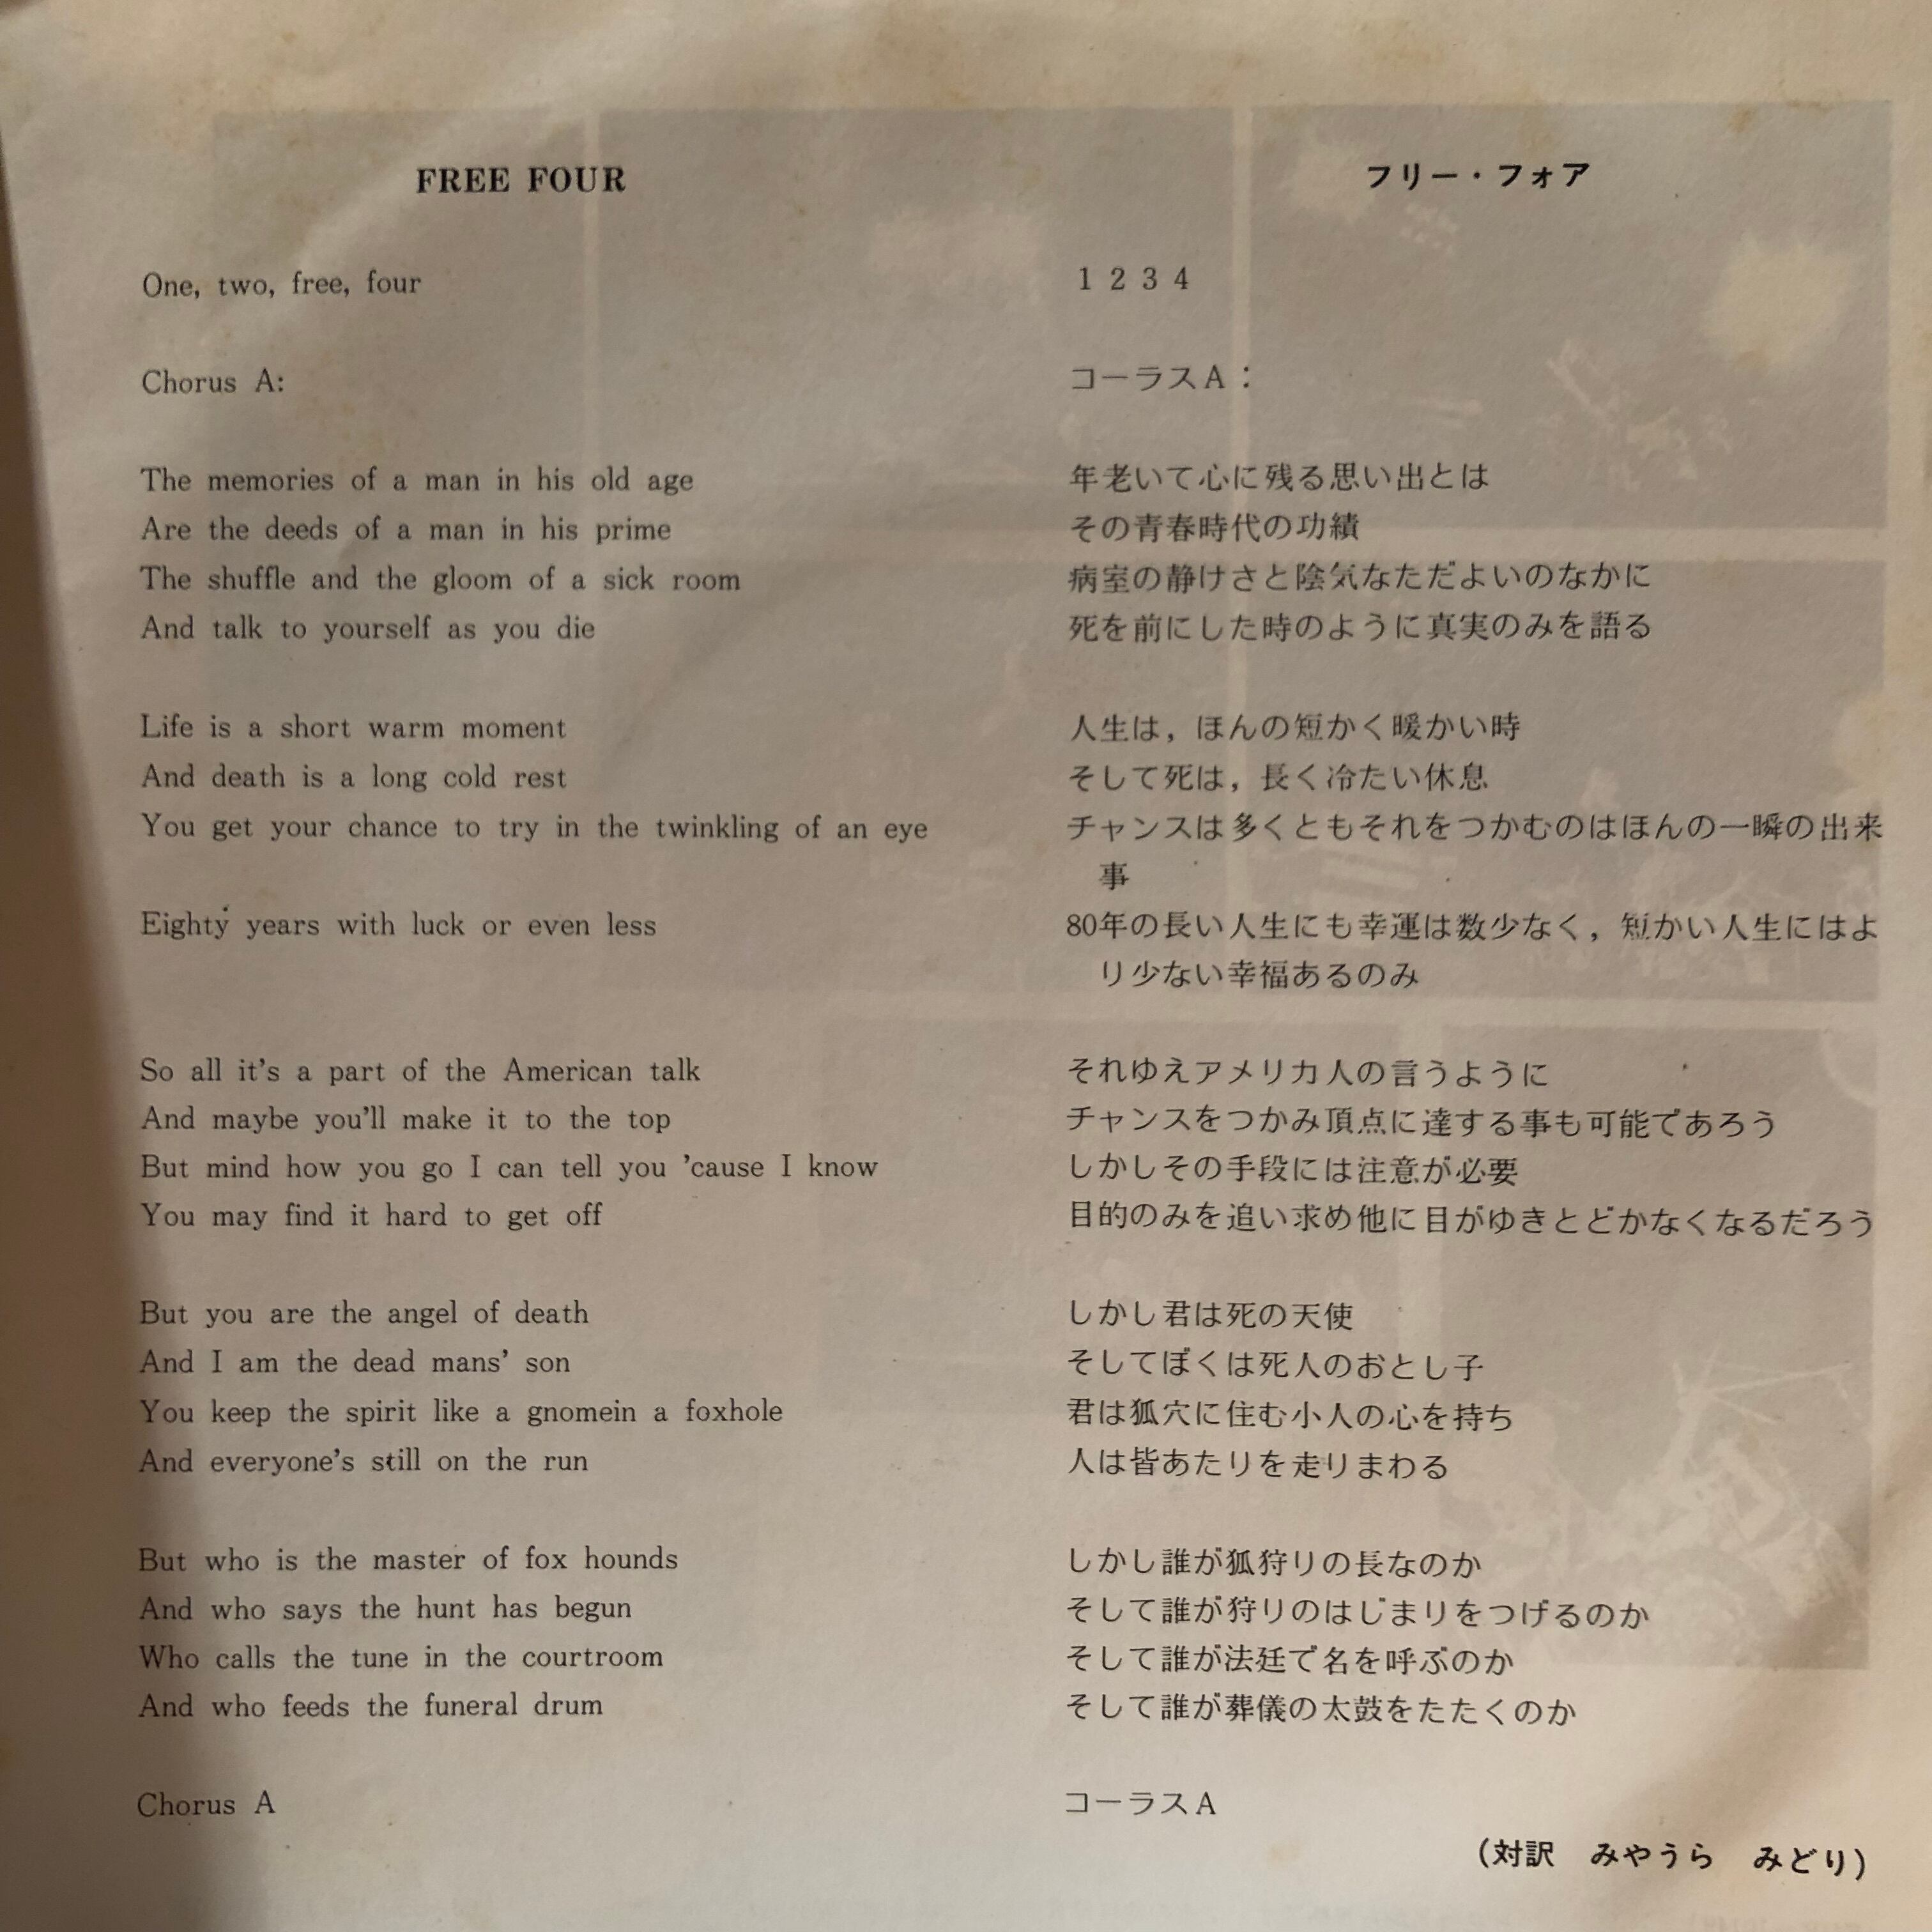 FREE FOUR
One, two, free, four
Chorus A:
The memories of a man in his old age
Are the deeds of a man in his prime
The shuffle and the gloom of a sick room
And talk to yourself as you die
Life is a short warm moment
And death is a long cold rest
You get your chance to try in the twinkling of an eye
Eighty years with luck or even less
So all it's a part of the American talk
And maybe you'll make it to the top
But mind how you go I can tell you 'cause I know
You may find it hard to get off
But you are the angel of death
And I am the dead mans' son
You keep the spirit like a gnomein a foxhole
And everyone's still on the run
But who is the master of fox hounds
And who says the hunt has begun
Who calls the tune in the courtroom
And who feeds the funeral drum
Chorus A
フリー・フォア
1 2 3 4
コーラスA：
年老いて心に残る思い出とは
その青春時代の功績
病室の静けさと陰気なただよいのなかに
死を前にした時のように真実のみを語る
人生は，ほんの短かく暖かい時
そして死は，長く冷たい休息
チャンスは多くともそれをつかむのはほんの一瞬の出来
事
80年の長い人生にも幸運は数少なく，短かい人生にはよ
り少ない幸福あるのみ
それゆえアメリカ人の言うように
チャンスをつかみ頂点に達する事も可能であろう
しかしその手段には注意が必要
目的のみを追い求め他に目がゆきとどかなくなるだろう
しかし君は死の天使
そしてぼくは死人のおとし子
君は狐穴に住む小人の心を持ち
人は皆あたりを走りまわる
しかし誰が狐狩りの長なのか
そして誰が狩りのはじまりをつげるのか
そして誰が法廷で名を呼ぶのか
そして誰が葬儀の太鼓をたたくのか
コーラスA
(対訳　みやうら　みどり)